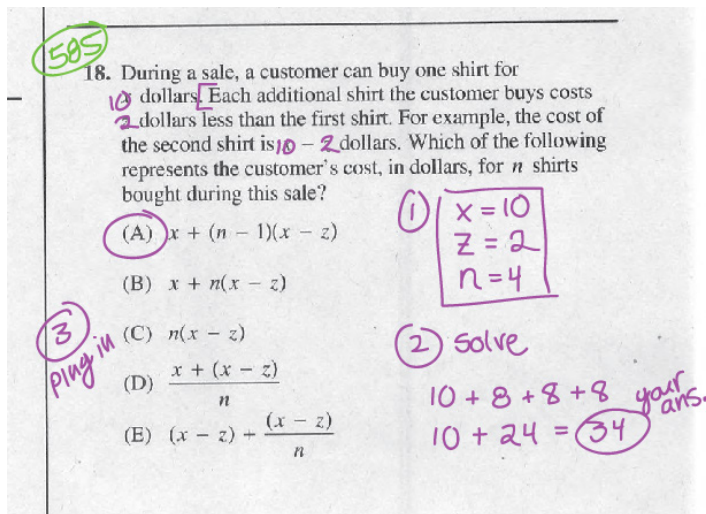 585
18. During a sale, a customer can buy one shirt for
10 dollars. Each additional shirt the customer buys costs
2 dollars less than the first shirt. For example, the cost of
the second shirt is 10 - 2 dollars. Which of the following
represents the customer's cost, in dollars, for n shirts
bought during this sale?
(A) x + (n - 1)(x - z)
(B) x + n(x - z)
(C) n(x - z)
(D) x + (x - z)
n
(E) (x - z) + (x - z)
n
1
x = 10
z = 2
n = 4
2 Solve
10 + 8 + 8 + 8
10 + 24 = 34
your
ans.
3
plug in